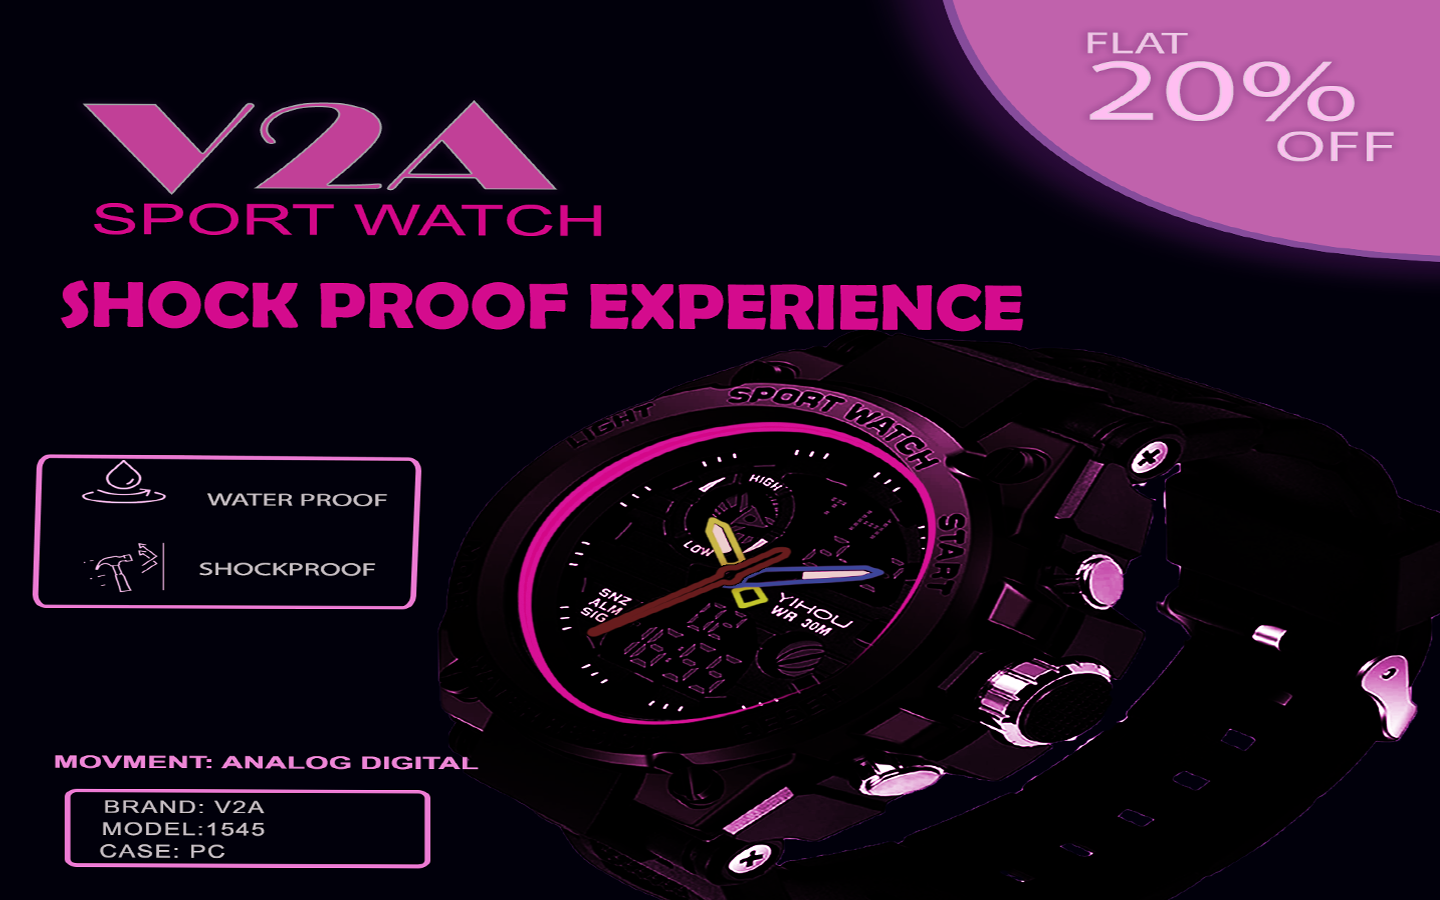 FLAT
20%
OFF
V2A
SPORT WATCH
SHOCK PROOF EXPERIENCE
WATER PROOF
SHOCKPROOF
MOVMENT: ANALOG DIGITAL
BRAND: V2A
MODEL:1545
CASE: PC
LIGHT
SPORT WATCH
START
HIGH
LOW
SNZ
ALM
SIG
YIHOU
WR 30M